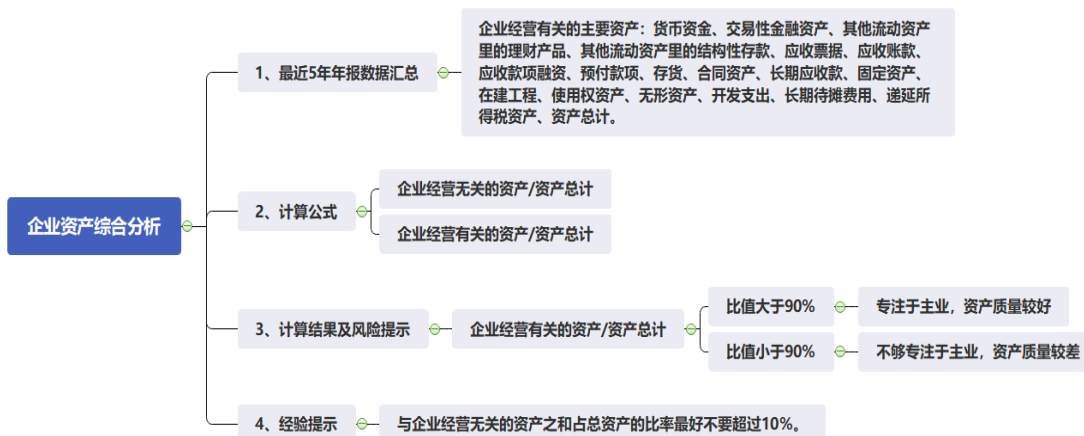 企业资产综合分析
1、最近5年年报数据汇总
企业经营有关的主要资产：货币资金、交易性金融资产、其他流动资产
里的理财产品、其他流动资产里的结构性存款、应收票据、应收账款、
应收款项融资、预付款项、存货、合同资产、长期应收款、固定资产、
在建工程、使用权资产、无形资产、开发支出、长期待摊费用、递延所
得税资产、资产总计。
2、计算公式
企业经营无关的资产/资产总计
企业经营有关的资产/资产总计
3、计算结果及风险提示
企业经营有关的资产/资产总计
比值大于90%
专注于主业，资产质量较好
比值小于90%
不够专注于主业，资产质量较差
4、经验提示
与企业经营无关的资产之和占总资产的比率最好不要超过10%。